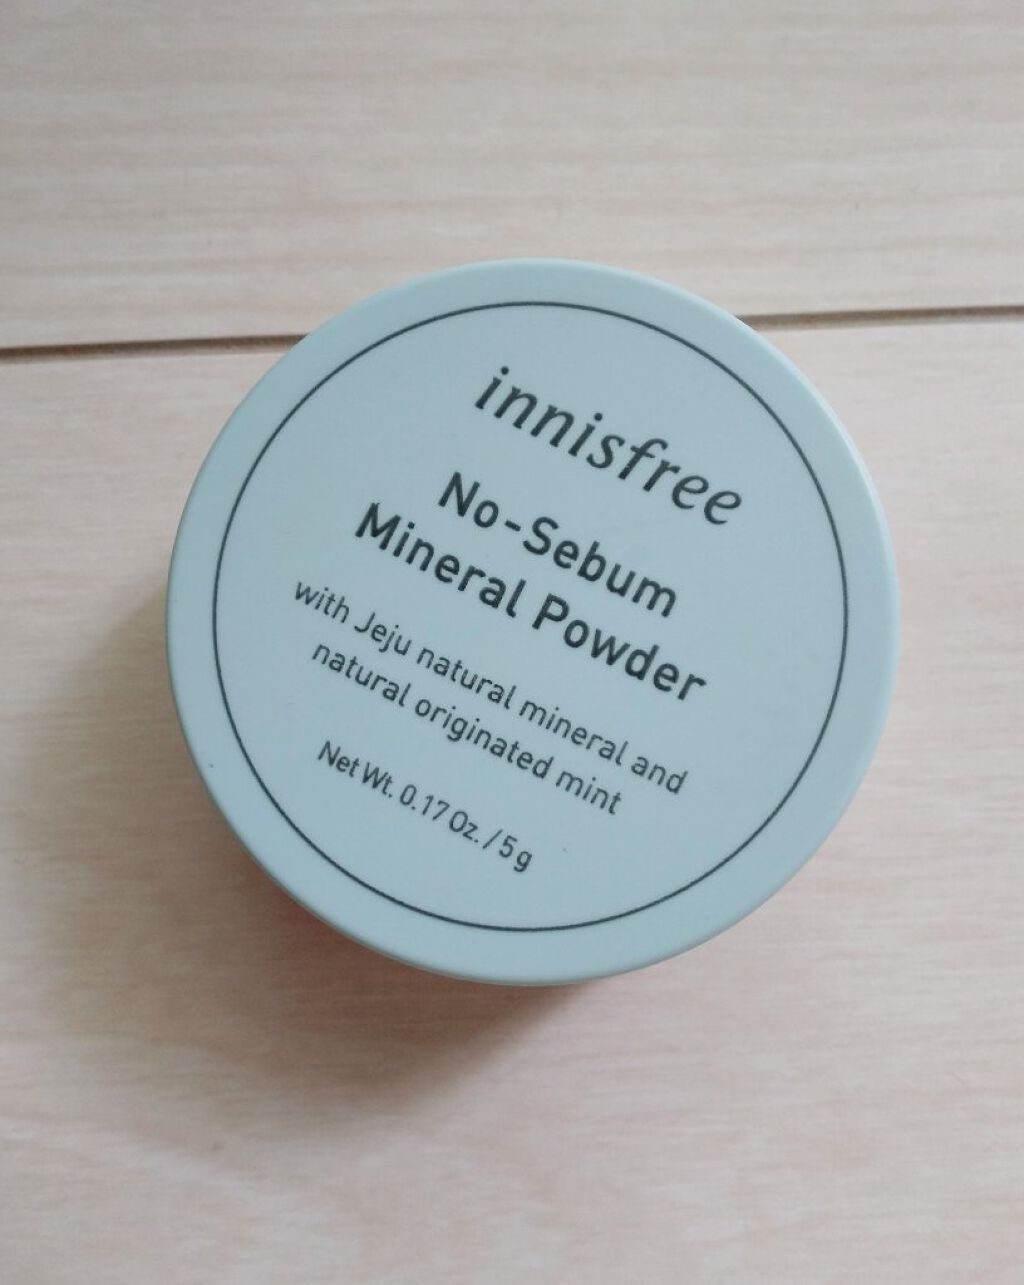 innisfree
No-Sebum
Mineral Powder
with Jeju natural mineral and
natural originated mint
Net Wt. 0.17 Oz. / 5 g